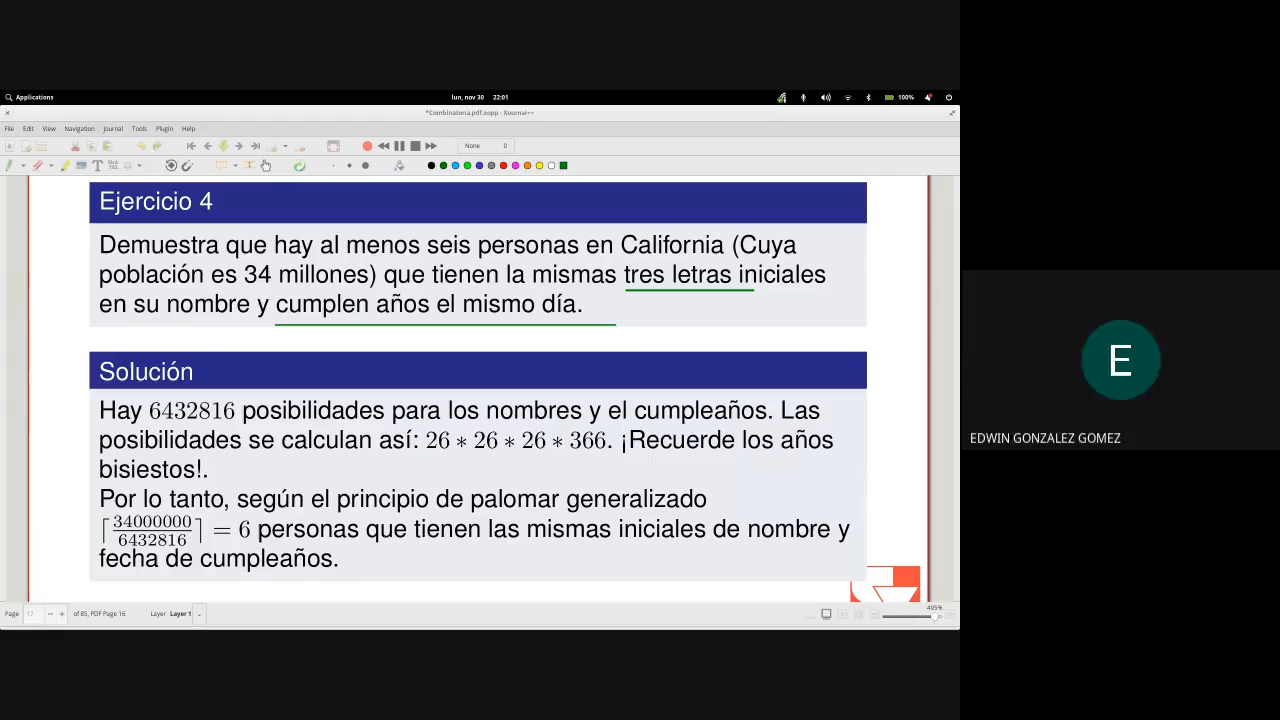 Applications
lun, nov 30 22:01
100%
*Combinatoria.pdf.xopp - Xournal++
File Edit View Navigation Journal Tools Plugin Help
None 0
Ejercicio 4
Demuestra que hay al menos seis personas en California (Cuya
población es 34 millones) que tienen la mismas tres letras iniciales
en su nombre y cumplen años el mismo día.
Solución
Hay 6432816 posibilidades para los nombres y el cumpleaños. Las
posibilidades se calculan así: 26 ∗ 26 ∗ 26 ∗ 366. ¡Recuerde los años
bisiestos!.
Por lo tanto, según el principio de palomar generalizado
⌈34000000/6432816⌉ = 6 personas que tienen las mismas iniciales de nombre y
fecha de cumpleaños.
E
EDWIN GONZALEZ GOMEZ
Page 17 of 85, PDF Page 16 Layer Layer 1
495%